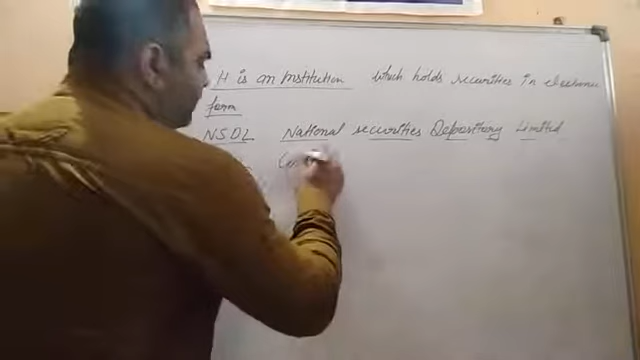 It is an Institution which holds securities in electronic
form
NSDL National securities Depository Limited